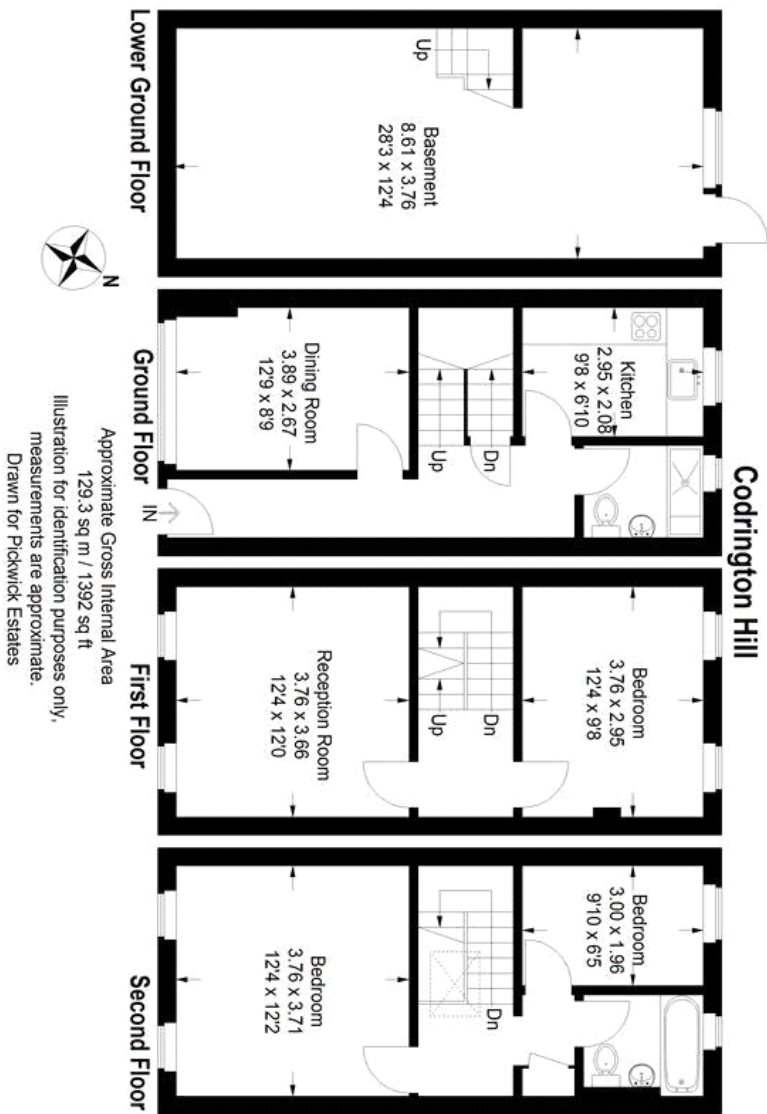 Codrington Hill
Up
Basement
8.61 x 3.76
28'3 x 12'4
Lower Ground Floor
Kitchen
2.95 x 2.08
9'8 x 6'10
Dn
Up
Dining Room
3.89 x 2.67
12'9 x 8'9
IN
Ground Floor
Bedroom
3.76 x 2.95
12'4 x 9'8
Dn
Up
Reception Room
3.76 x 3.66
12'4 x 12'0
First Floor
Bedroom
3.00 x 1.96
9'10 x 6'5
Dn
Bedroom
3.76 x 3.71
12'4 x 12'2
Second Floor
N
Approximate Gross Internal Area
129.3 sq m / 1392 sq ft
Illustration for identification purposes only,
measurements are approximate.
Drawn for Pickwick Estates